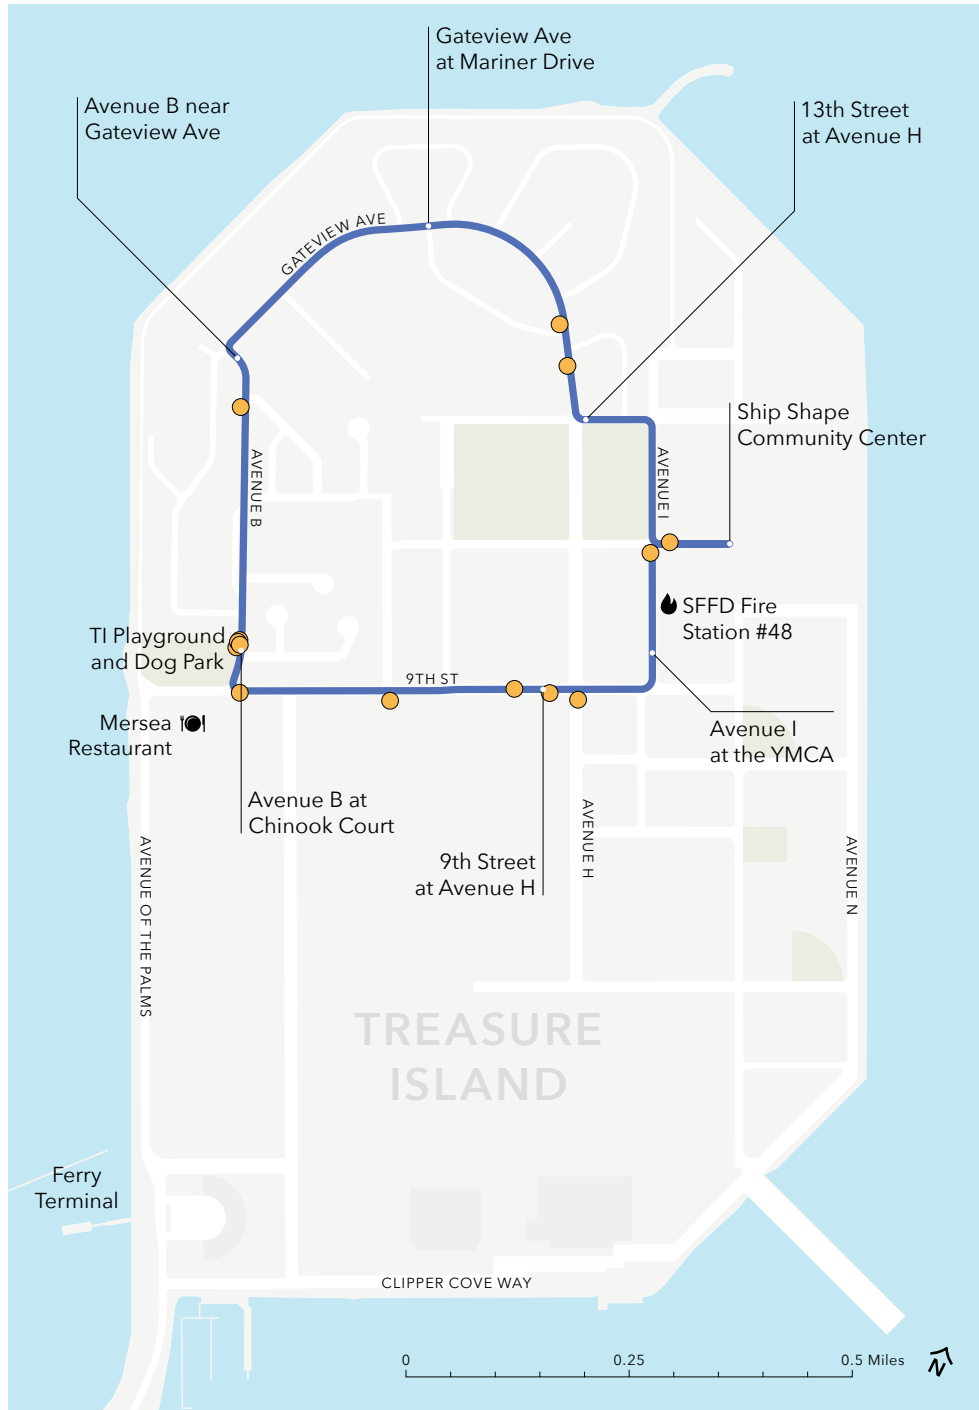 Gateview Ave
at Mariner Drive
Avenue B near
Gateview Ave
13th Street
at Avenue H
GATEVIEW AVE
Ship Shape
Community Center
AVENUE B
AVENUE I
SFFD Fire
Station #48
TI Playground
and Dog Park
9TH ST
Mersea
Restaurant
Avenue I
at the YMCA
Avenue B at
Chinook Court
9th Street
at Avenue H
AVENUE H
AVENUE OF THE PALMS
AVENUE N
TREASURE
ISLAND
Ferry
Terminal
CLIPPER COVE WAY
0 0.25 0.5 Miles
N